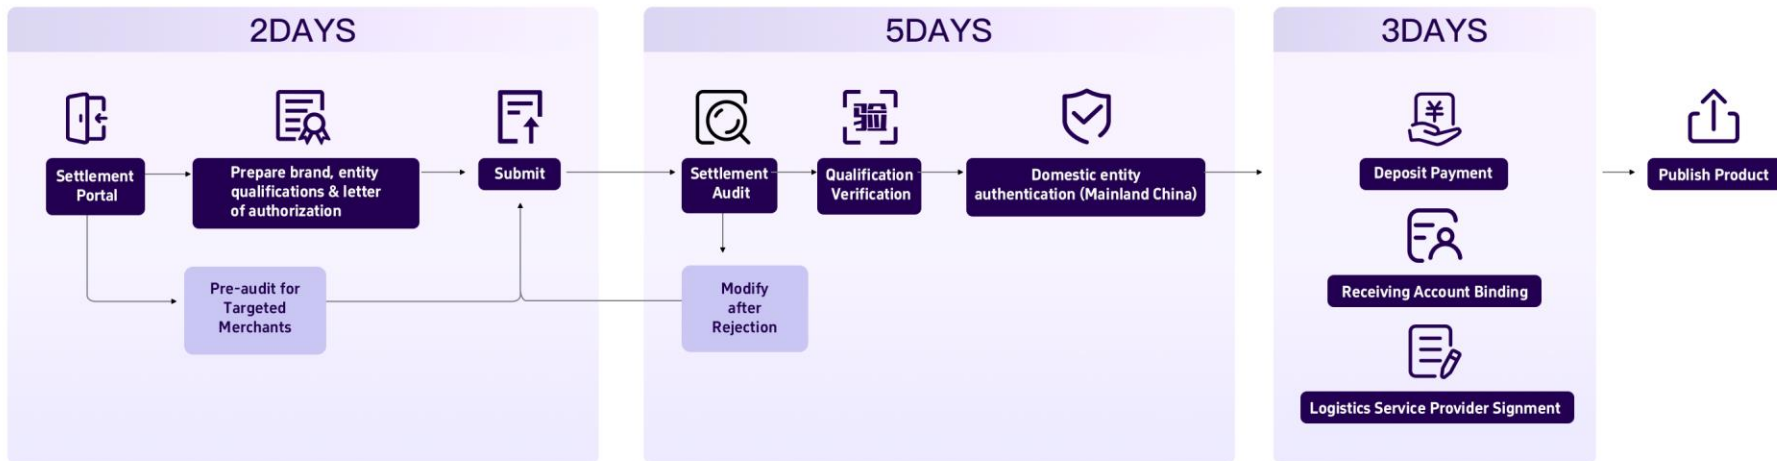 2DAYS
5DAYS
3DAYS
Settlement
Portal
Prepare brand, entity
qualifications & letter
of authorization
Submit
Pre-audit for
Targeted
Merchants
Settlement
Audit
验
Qualification
Verification
Domestic entity
authentication (Mainland China)
Modify
after
Rejection
¥
Deposit Payment
Receiving Account Binding
Logistics Service Provider Signment
Publish Product